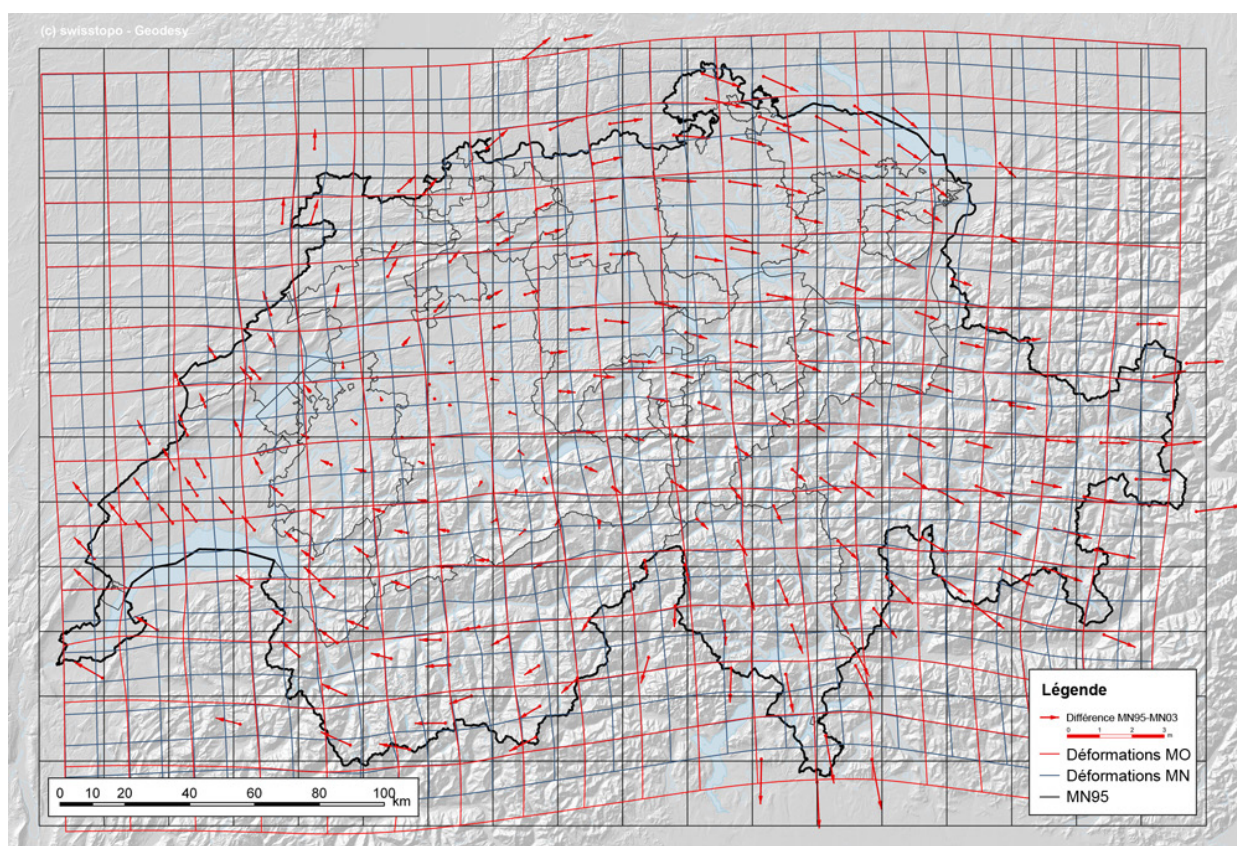 (c) swisstopo - Geodesy
Légende
Différence MN95-MN03
0 1 2 3
m
Déformations MO
Déformations MN
MN95
0 10 20 40 60 80 100
km